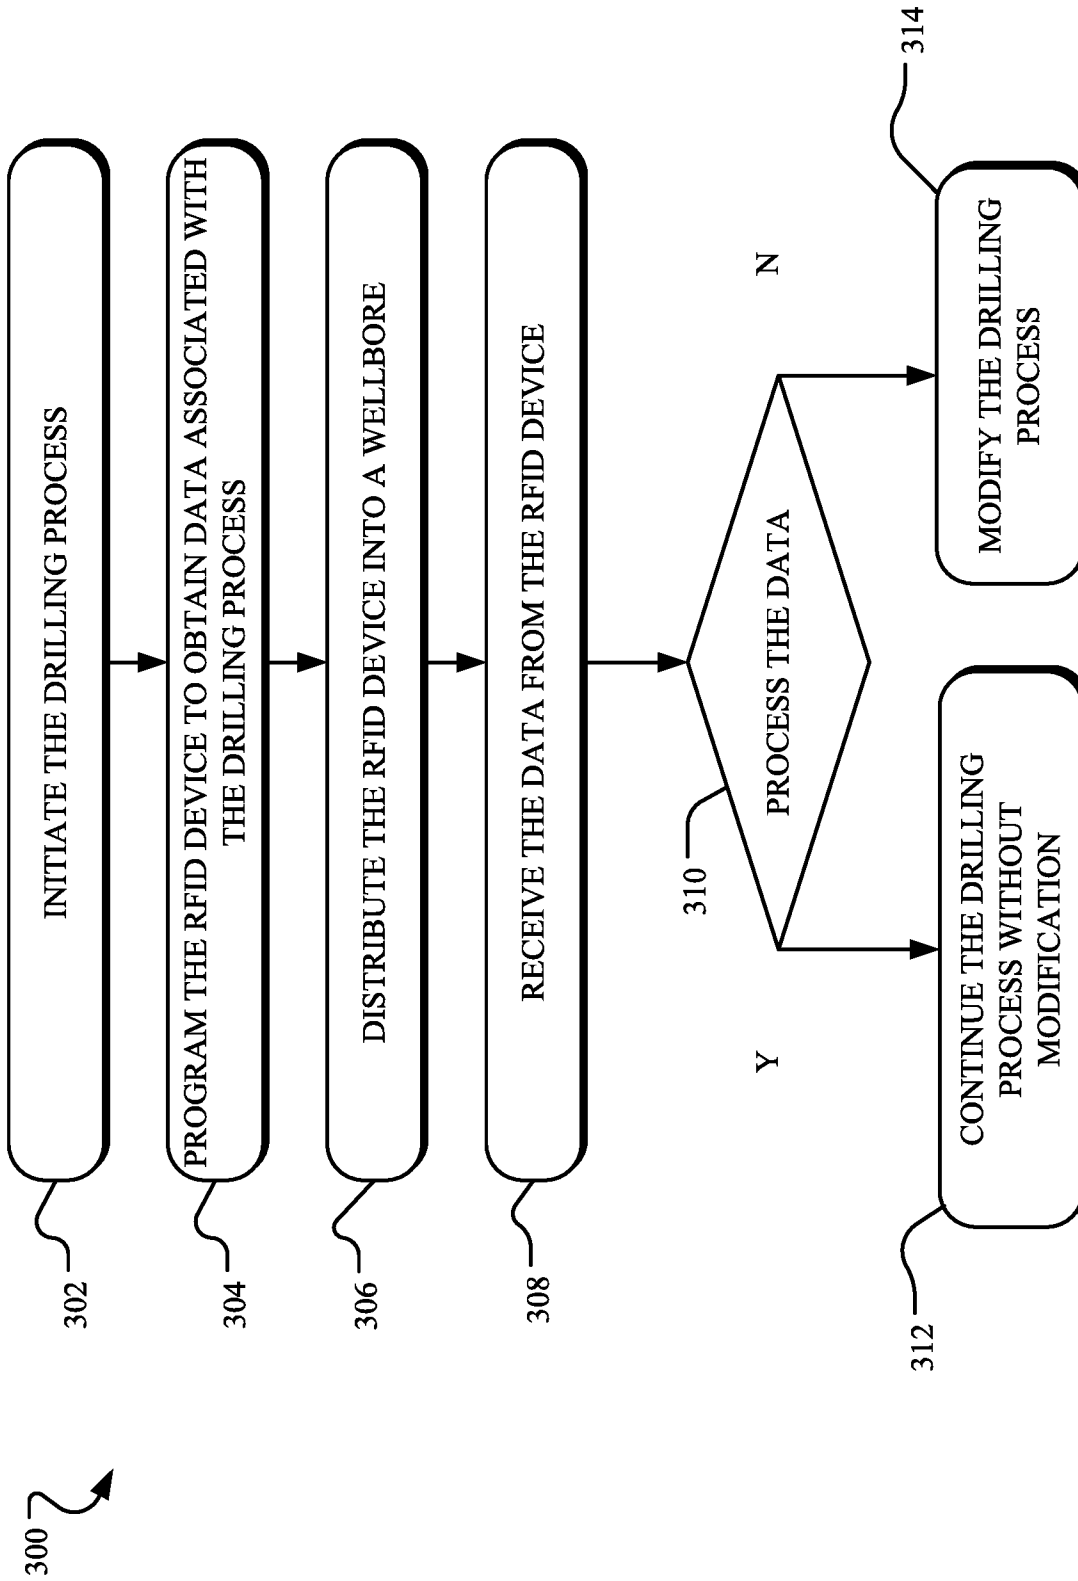 300
302
INITIATE THE DRILLING PROCESS
304
PROGRAM THE RFID DEVICE TO OBTAIN DATA ASSOCIATED WITH
THE DRILLING PROCESS
306
DISTRIBUTE THE RFID DEVICE INTO A WELLBORE
308
RECEIVE THE DATA FROM THE RFID DEVICE
310
PROCESS THE DATA
Y
N
312
CONTINUE THE DRILLING
PROCESS WITHOUT
MODIFICATION
314
MODIFY THE DRILLING
PROCESS